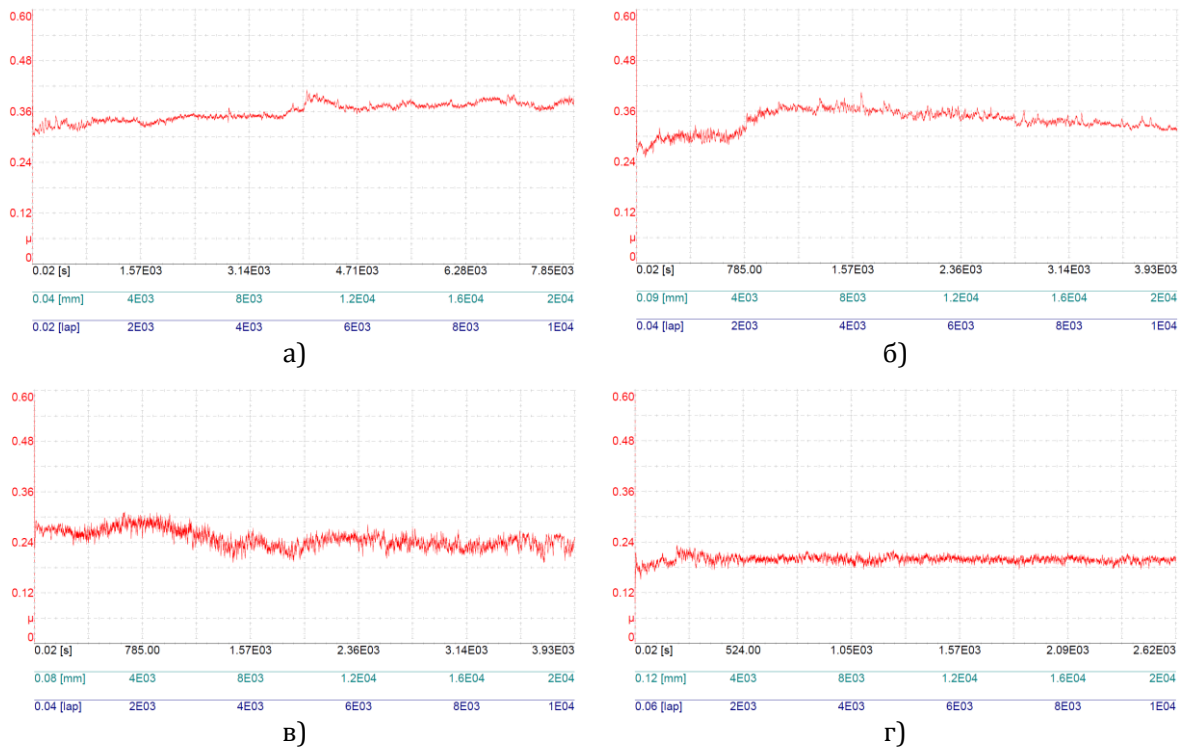 0.60
0.48
0.36
0.24
0.12
μ
0
0.02 [s] 1.57E03 3.14E03 4.71E03 6.28E03 7.85E03
0.04 [mm] 4E03 8E03 1.2E04 1.6E04 2E04
0.02 [lap] 2E03 4E03 6E03 8E03 1E04
а)
0.60
0.48
0.36
0.24
0.12
μ
0
0.02 [s] 785.00 1.57E03 2.36E03 3.14E03 3.93E03
0.09 [mm] 4E03 8E03 1.2E04 1.6E04 2E04
0.04 [lap] 2E03 4E03 6E03 8E03 1E04
б)
0.60
0.48
0.36
0.24
0.12
μ
0
0.02 [s] 785.00 1.57E03 2.36E03 3.14E03 3.93E03
0.08 [mm] 4E03 8E03 1.2E04 1.6E04 2E04
0.04 [lap] 2E03 4E03 6E03 8E03 1E04
в)
0.60
0.48
0.36
0.24
0.12
μ
0
0.02 [s] 524.00 1.05E03 1.57E03 2.09E03 2.62E03
0.12 [mm] 4E03 8E03 1.2E04 1.6E04 2E04
0.06 [lap] 2E03 4E03 6E03 8E03 1E04
г)